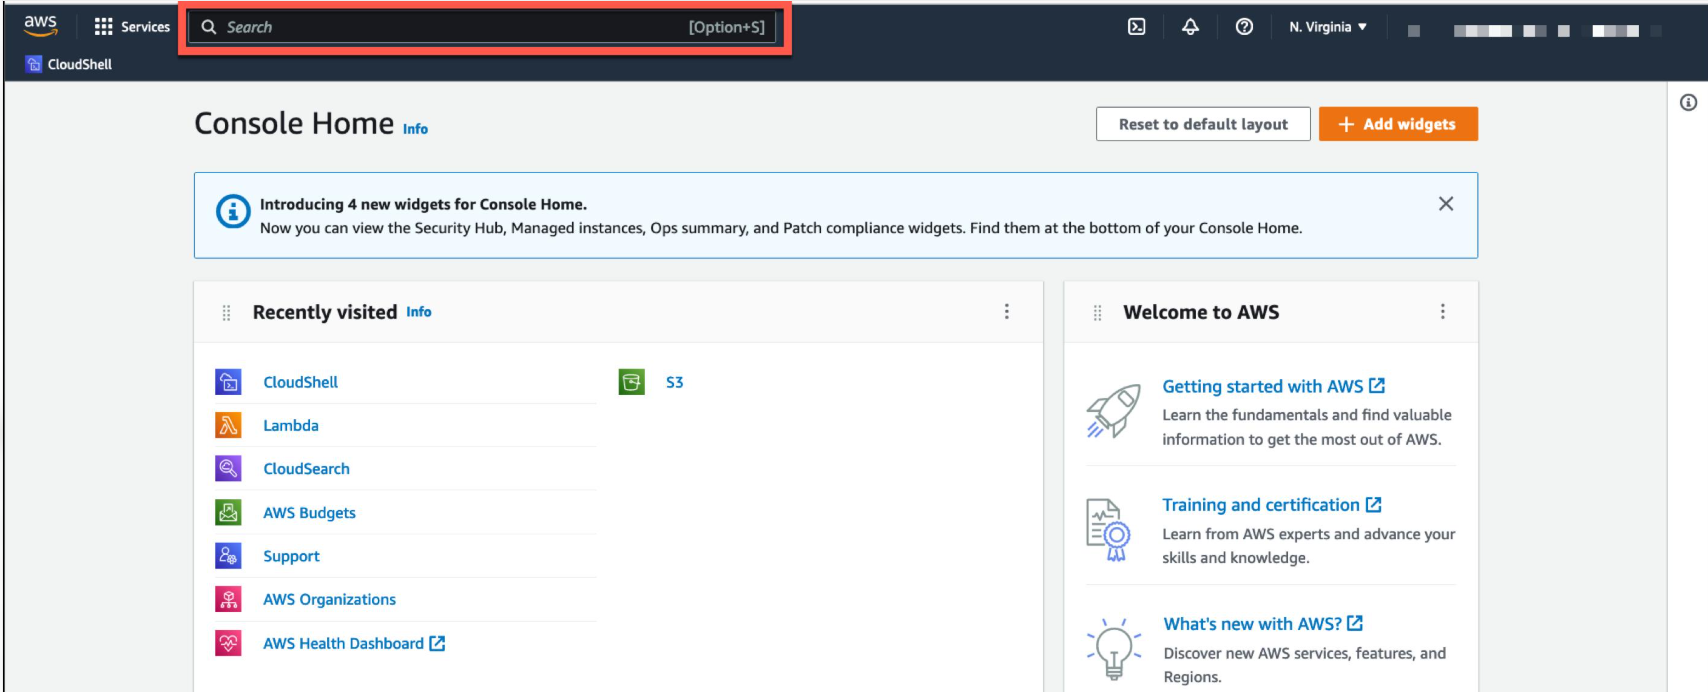 aws
Services
Search
[Option+S]
N. Virginia
CloudShell
Console Home Info
Reset to default layout
Add widgets
Introducing 4 new widgets for Console Home.
Now you can view the Security Hub, Managed instances, Ops summary, and Patch compliance widgets. Find them at the bottom of your Console Home.
Recently visited Info
CloudShell
Lambda
CloudSearch
AWS Budgets
Support
AWS Organizations
AWS Health Dashboard
S3
Welcome to AWS
Getting started with AWS
Learn the fundamentals and find valuable
information to get the most out of AWS.
Training and certification
Learn from AWS experts and advance your
skills and knowledge.
What's new with AWS?
Discover new AWS services, features, and
Regions.